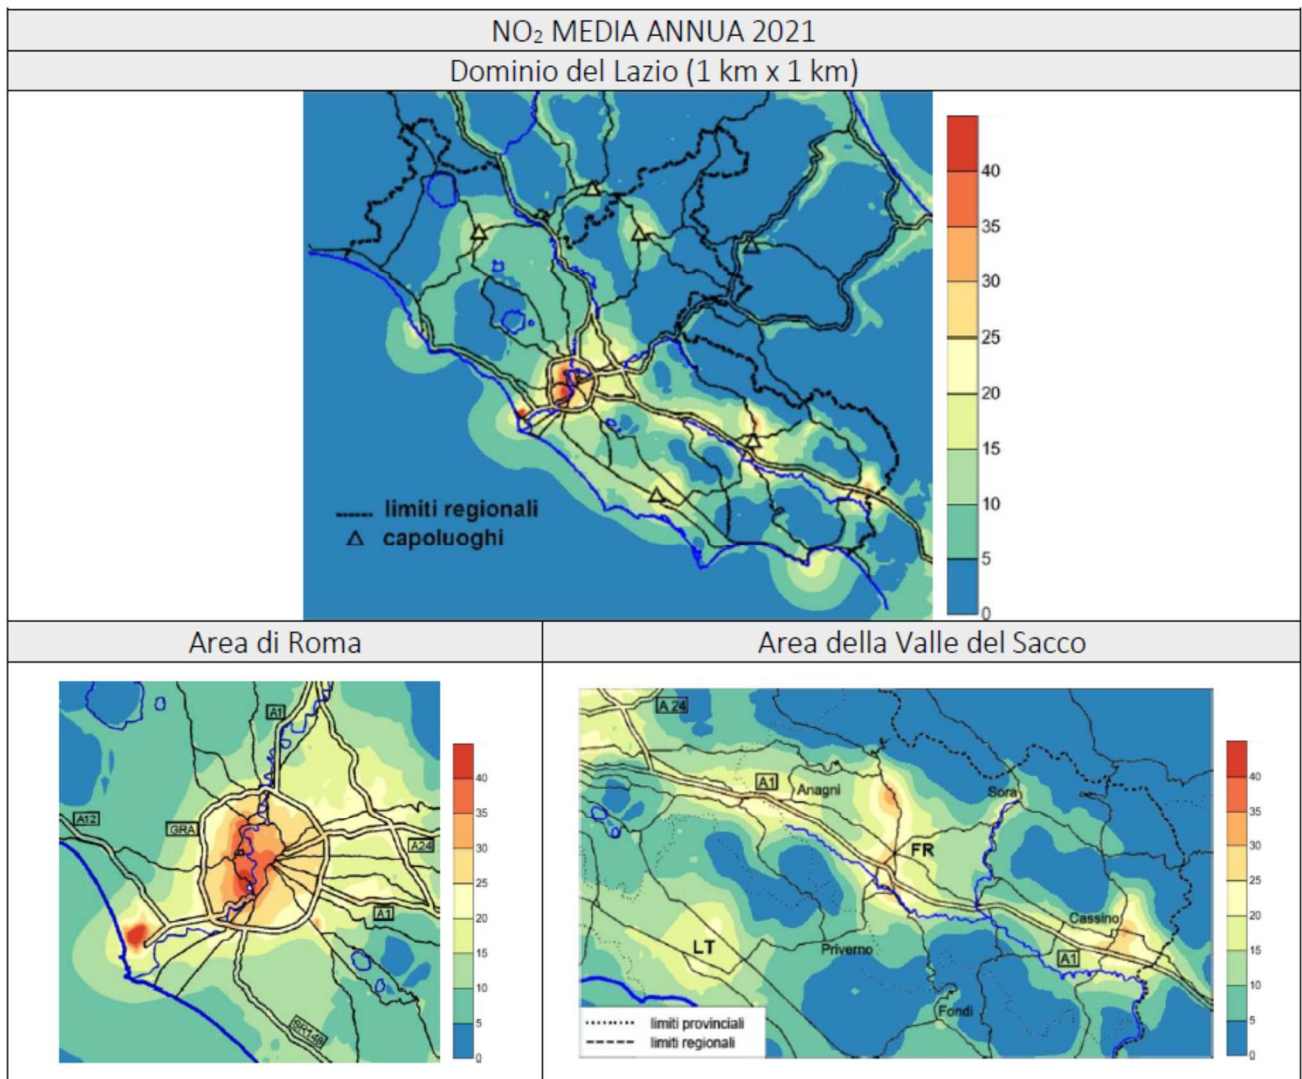 NO₂ MEDIA ANNUA 2021
Dominio del Lazio (1 km x 1 km)
40
35
30
25
20
15
10
5
0
limiti regionali
capoluoghi
Area di Roma
Area della Valle del Sacco
A1
A12
GRA
A24
A1
SR148
40
35
30
25
20
15
10
5
0
A 24
A1
Anagni
Sora
FR
Cassino
LT
Priverno
A1
Fondi
limiti provinciali
limiti regionali
40
35
30
25
20
15
10
5
0